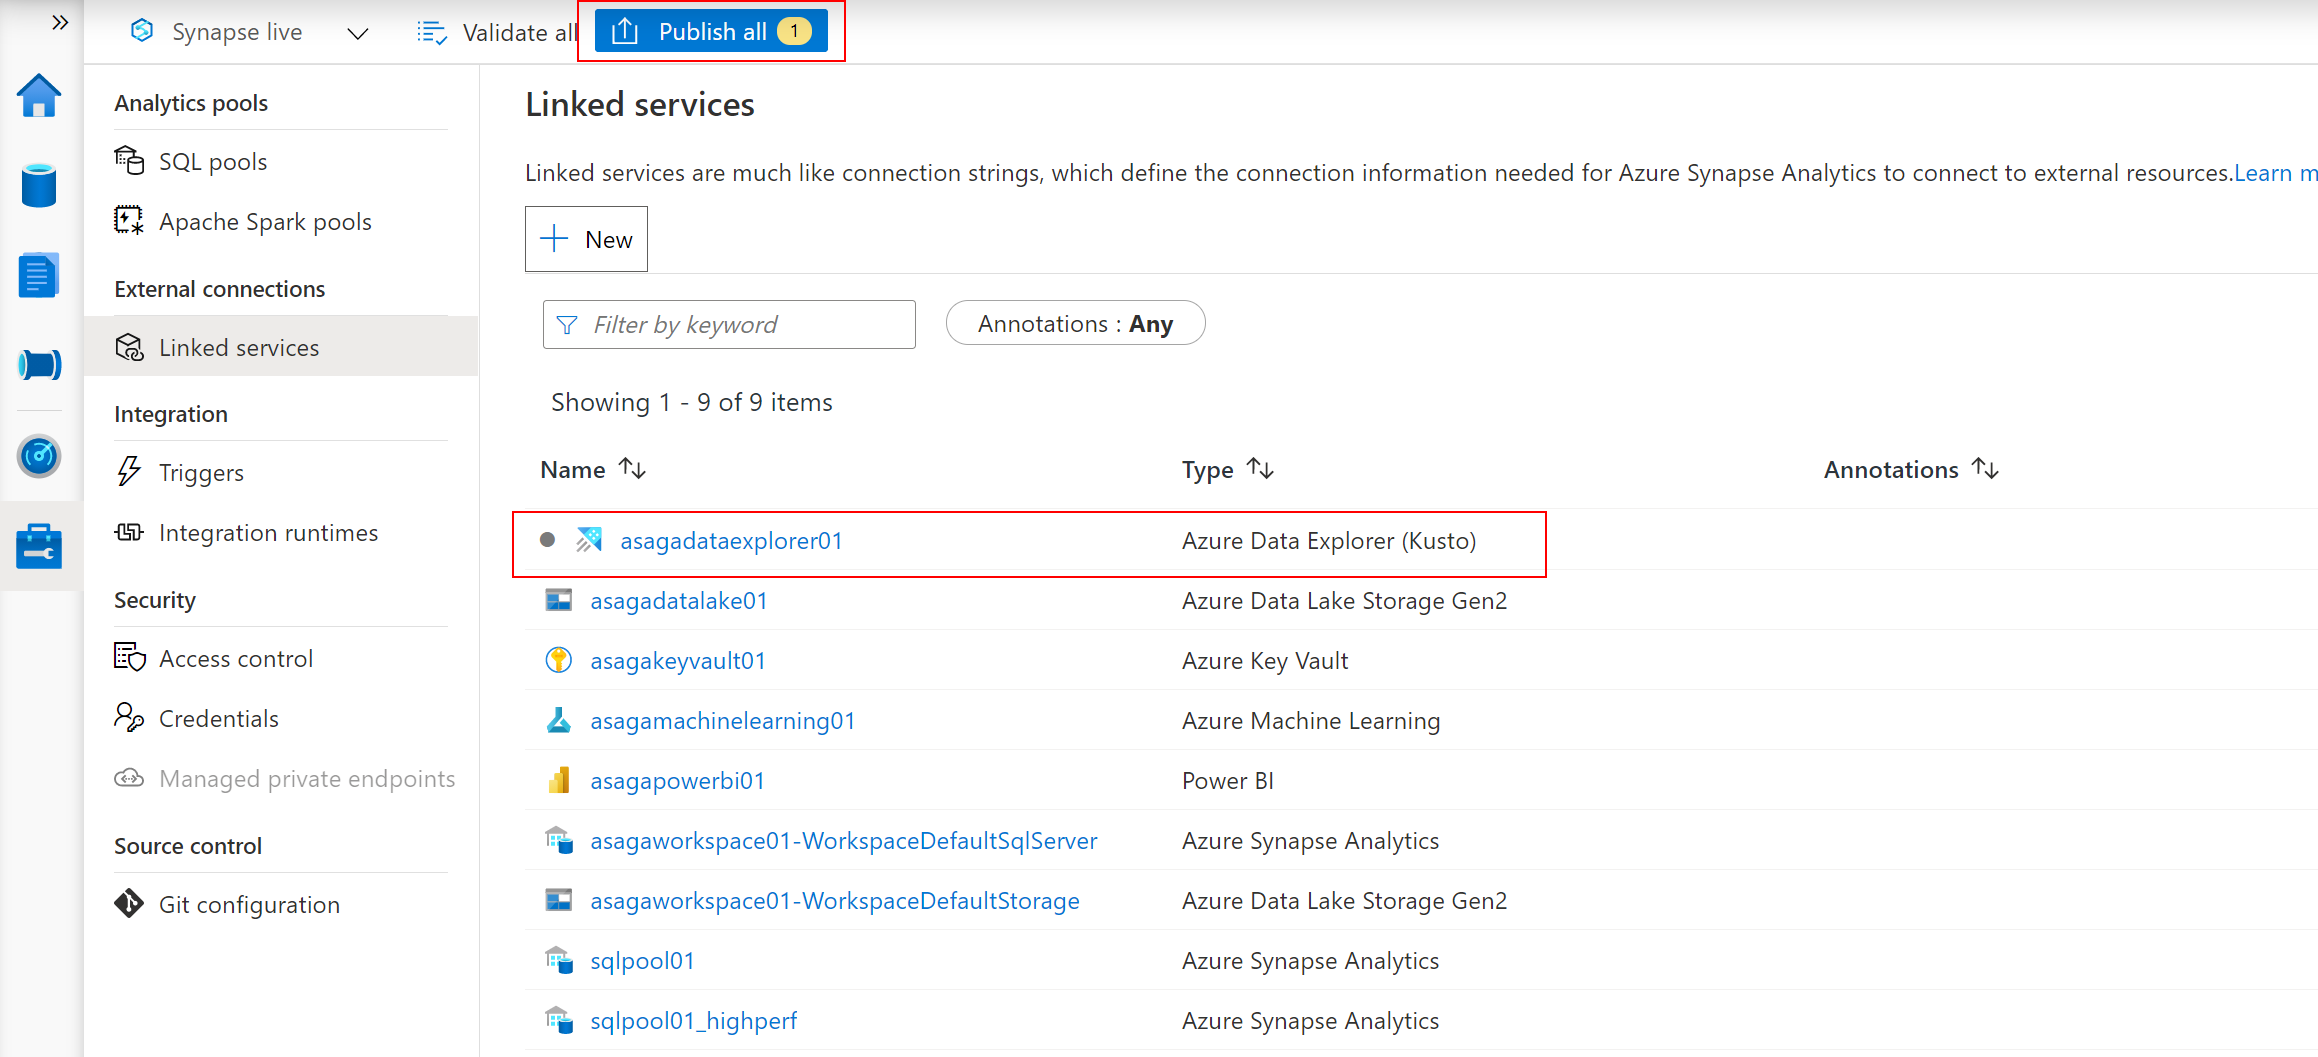 Synapse live
Validate all
Publish all 1
Analytics pools
SQL pools
Apache Spark pools
External connections
Linked services
Integration
Triggers
Integration runtimes
Security
Access control
Credentials
Managed private endpoints
Source control
Git configuration
Linked services
Linked services are much like connection strings, which define the connection information needed for Azure Synapse Analytics to connect to external resources. Learn m
New
Filter by keyword
Annotations : Any
Showing 1 - 9 of 9 items
Name Type Annotations
asagadataexplorer01 Azure Data Explorer (Kusto)
asagadatalake01 Azure Data Lake Storage Gen2
asagakeyvault01 Azure Key Vault
asagamachinelearning01 Azure Machine Learning
asagapowerbi01 Power BI
asagaworkspace01-WorkspaceDefaultSqlServer Azure Synapse Analytics
asagaworkspace01-WorkspaceDefaultStorage Azure Data Lake Storage Gen2
sqlpool01 Azure Synapse Analytics
sqlpool01_highperf Azure Synapse Analytics